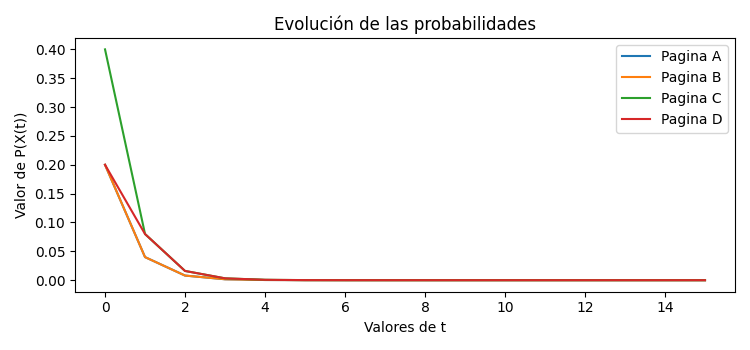 Evolución de las probabilidades
Valor de P(X(t))
0.40
0.35
0.30
0.25
0.20
0.15
0.10
0.05
0.00
Pagina A
Pagina B
Pagina C
Pagina D
0 2 4 6 8 10 12 14
Valores de t